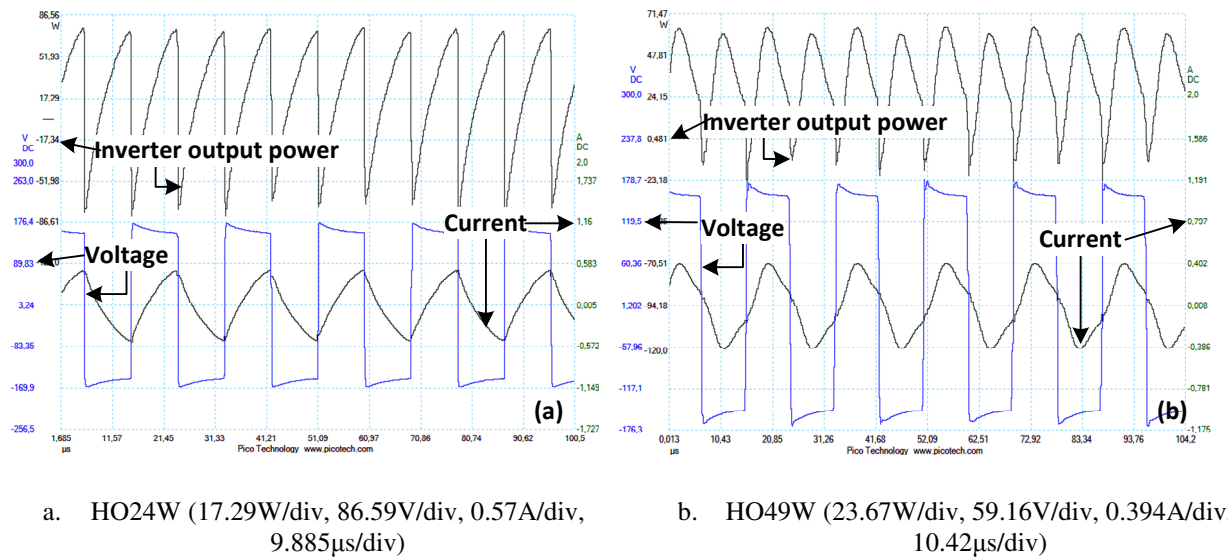 86,56
W
51,93
17,29
-17,34
-51,98
-86,61
V
DC
300,0
263,0
176,4
89,83
3,24
-83,35
-169,9
-256,5
A
DC
2,0
1,737
1,16
0,583
0,005
-0,572
-1,149
-1,727
Inverter output power
Current
Voltage
(a)
1,685 11,57 21,45 31,33 41,21 51,09 60,97 70,86 80,74 90,62 100,5
µs Pico Technology www.picotech.com
71,47
W
47,81
24,15
0,481
-23,18
-70,51
-94,18
-120,0
V
DC
300,0
237,8
178,7
119,5
60,36
1,202
-57,96
-117,1
-176,3
A
DC
2,0
1,586
1,191
0,797
0,402
0,008
-0,386
-0,781
-1,175
Inverter output power
Voltage
Current
(b)
0,013 10,43 20,85 31,26 41,68 52,09 62,51 72,92 83,34 93,76 104,2
µs Pico Technology www.picotech.com
a. HO24W (17.29W/div, 86.59V/div, 0.57A/div,
9.885µs/div)
b. HO49W (23.67W/div, 59.16V/div, 0.394A/div,
10.42µs/div)